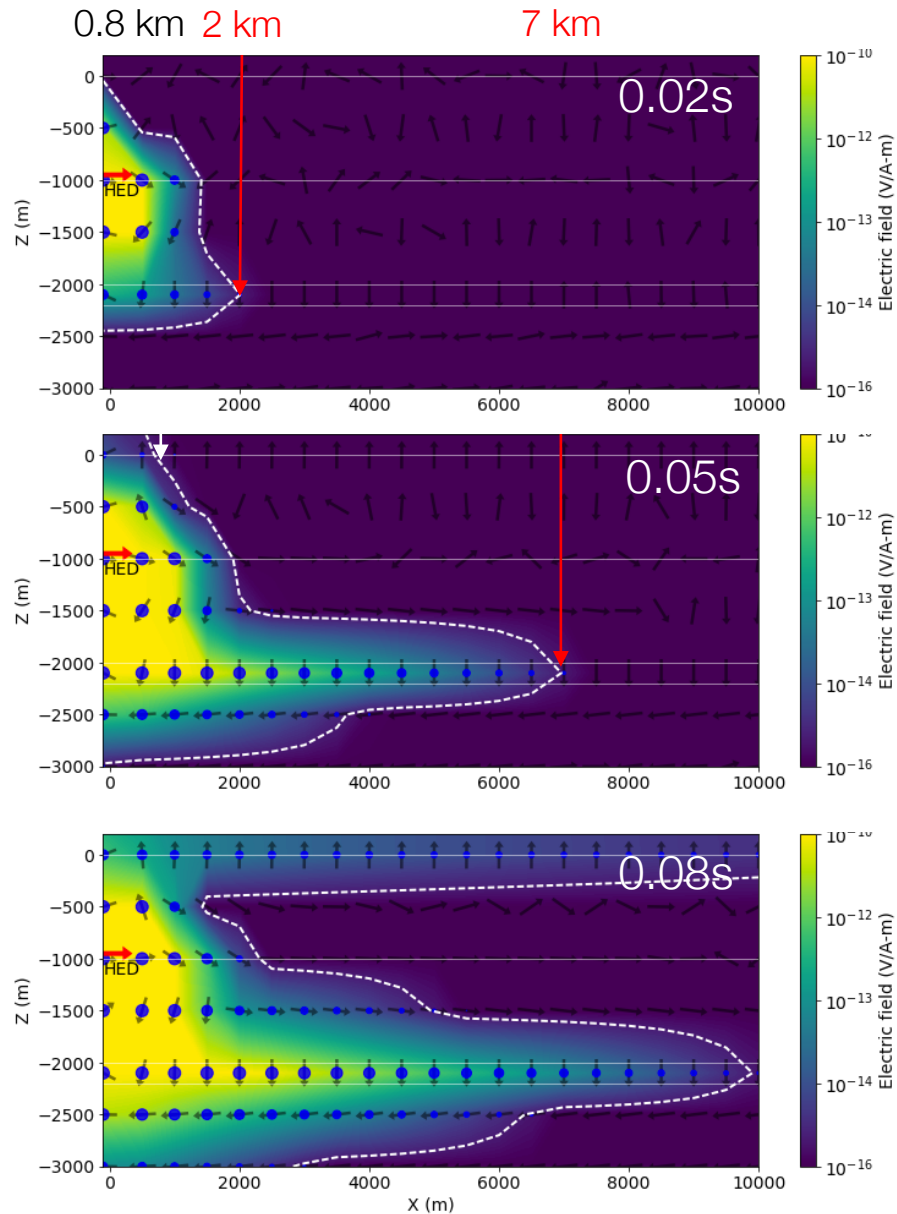 0.8 km 2 km 7 km
0.02s
0
−500
−1000
−1500
−2000
−2500
−3000
Z (m)
HED
0 2000 4000 6000 8000 10000
10⁻¹⁰
10⁻¹²
10⁻¹³
10⁻¹⁴
10⁻¹⁶
Electric field (V/A-m)
0.05s
0
−500
−1000
−1500
−2000
−2500
−3000
Z (m)
HED
0 2000 4000 6000 8000 10000
10⁻¹²
10⁻¹³
10⁻¹⁴
10⁻¹⁶
Electric field (V/A-m)
0.08s
0
−500
−1000
−1500
−2000
−2500
−3000
Z (m)
HED
0 2000 4000 6000 8000 10000
X (m)
10⁻¹²
10⁻¹³
10⁻¹⁴
10⁻¹⁶
Electric field (V/A-m)